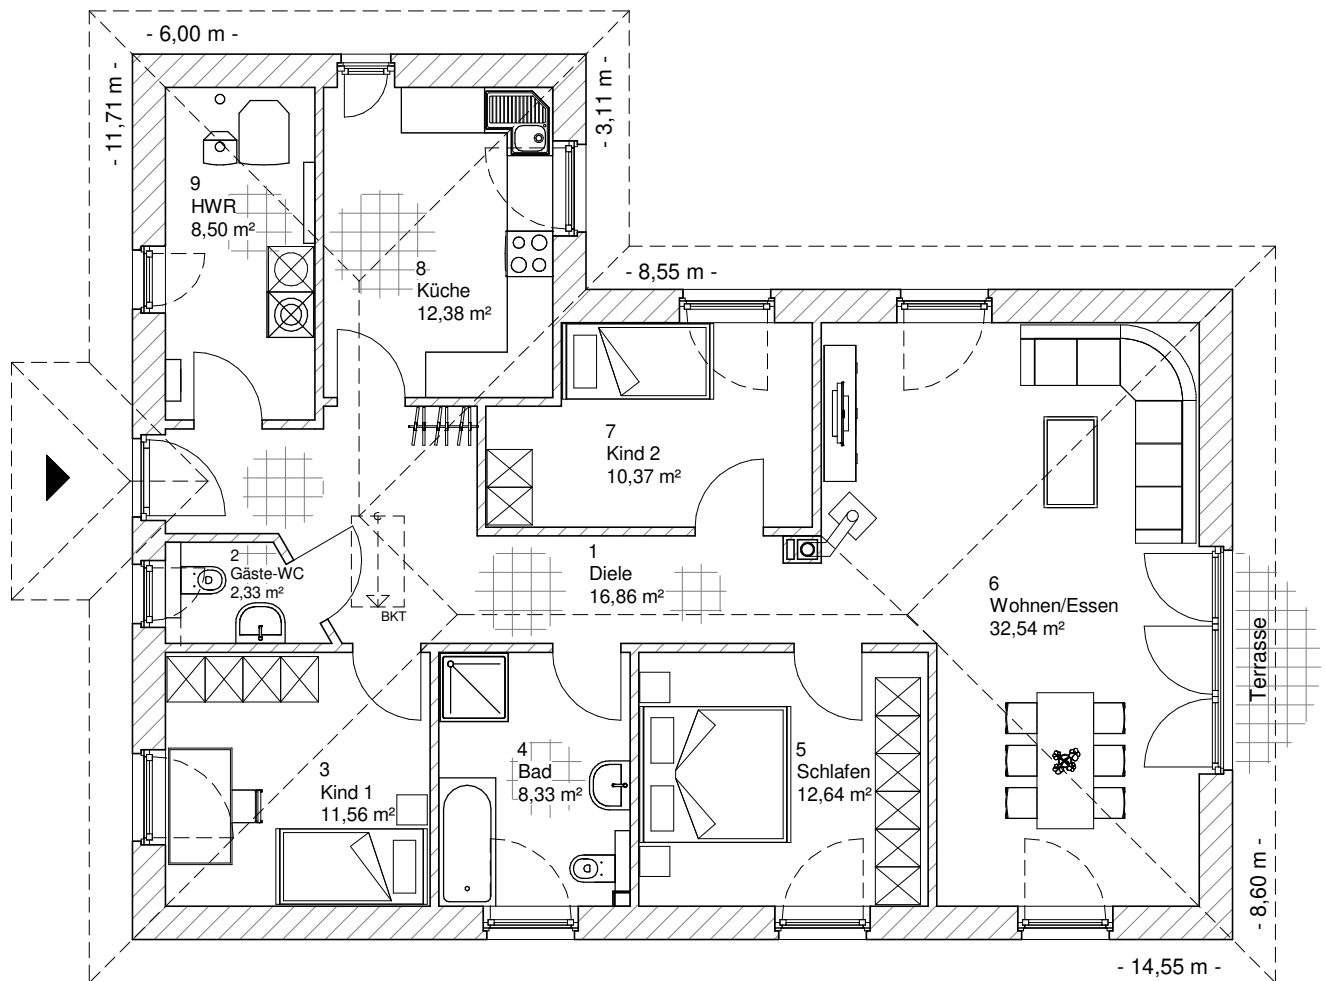 - 6,00 m -
- 11,71 m -
- 3,11 m -
9
HWR
8,50 m²
8
Küche
12,38 m²
- 8,55 m -
7
Kind 2
10,37 m²
2
Gäste-WC
2,33 m²
BKT
1
Diele
16,86 m²
6
Wohnen/Essen
32,54 m²
Terrasse
3
Kind 1
11,56 m²
4
Bad
8,33 m²
5
Schlafen
12,64 m²
- 8,60 m -
- 14,55 m -